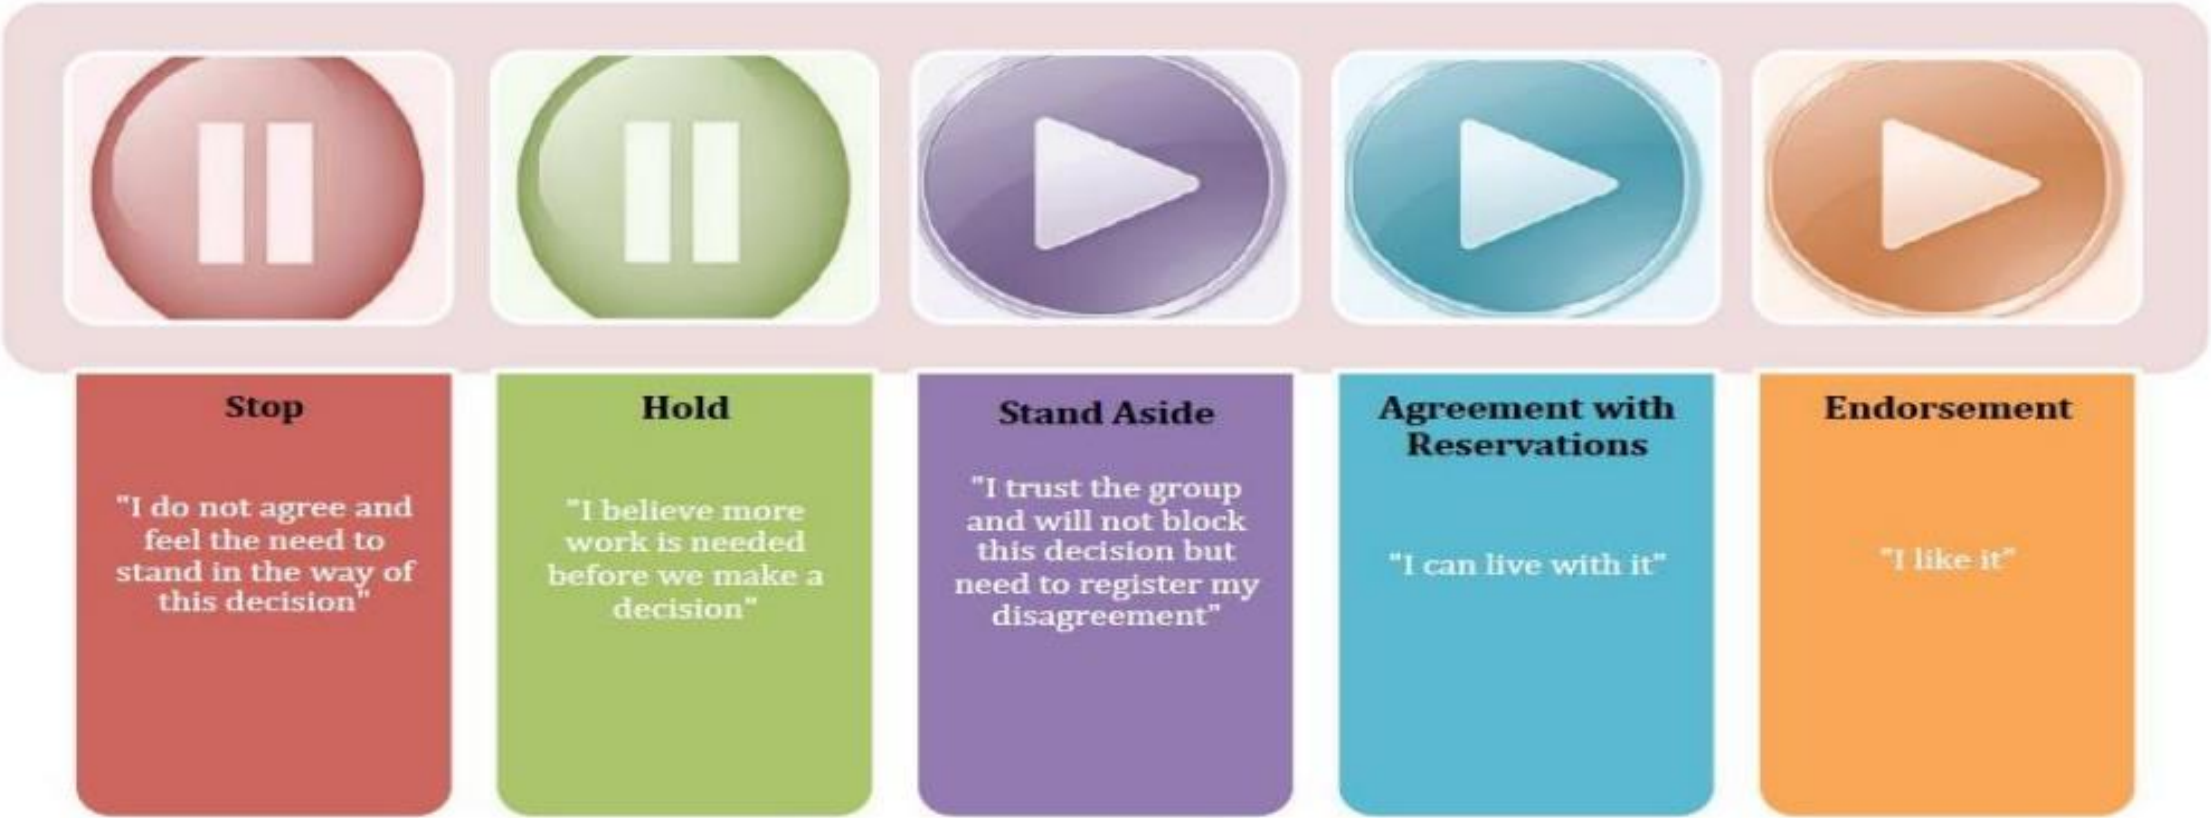 Stop
"I do not agree and
feel the need to
stand in the way of
this decision"
Hold
"I believe more
work is needed
before we make a
decision"
Stand Aside
"I trust the group
and will not block
this decision but
need to register my
disagreement"
Agreement with
Reservations
"I can live with it"
Endorsement
"I like it"